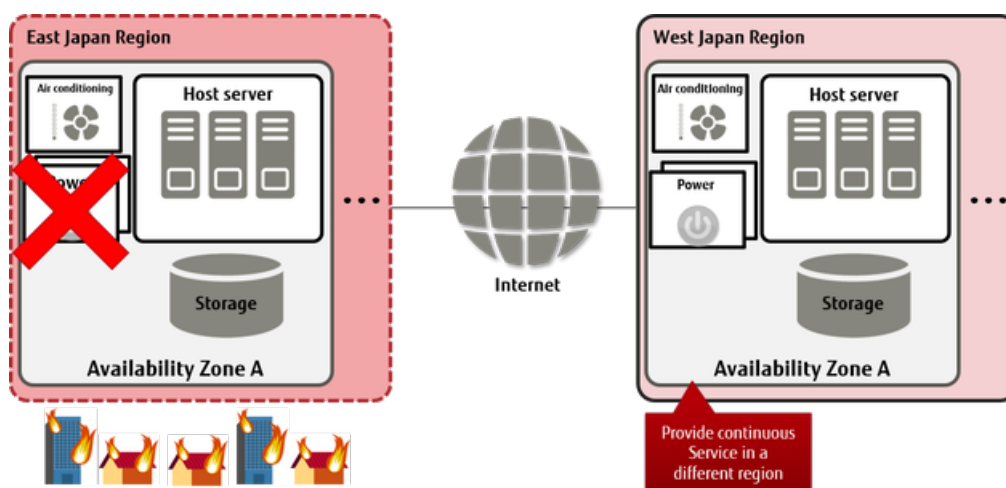 East Japan Region
Air conditioning
Host server
Power
Storage
Availability Zone A
...
Internet
West Japan Region
Air conditioning
Host server
Power
Storage
Availability Zone A
...
Provide continuous
Service in a
different region